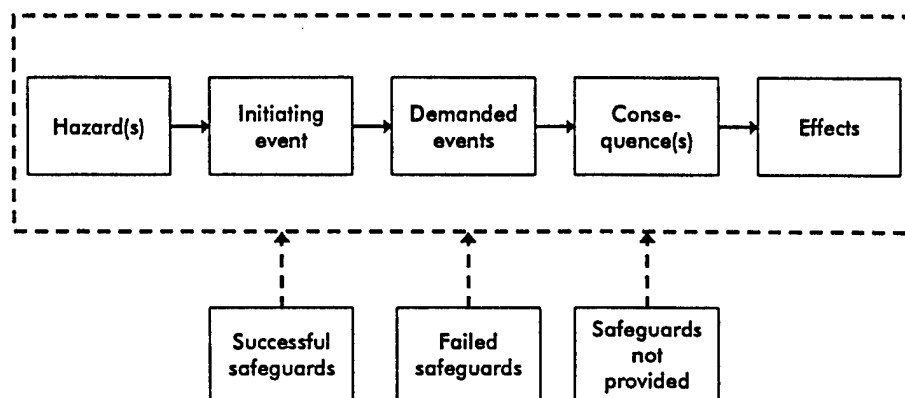 Hazard(s)
Initiating
event
Demanded
events
Conse-
quence(s)
Effects
Successful
safeguards
Failed
safeguards
Safeguards
not
provided